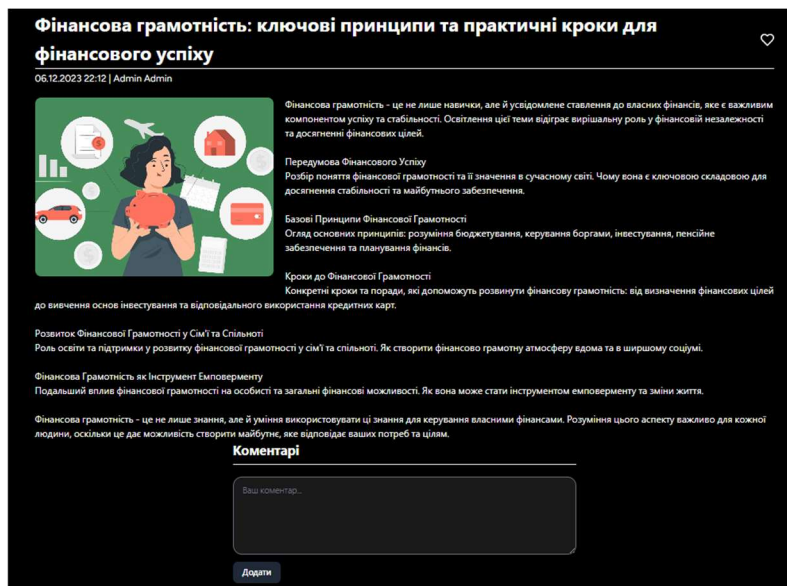 Фінансова грамотність: ключові принципи та практичні кроки для
фінансового успіху
06.12.2023 22:12 | Admin Admin
Фінансова грамотність - це не лише навички, але й усвідомлене ставлення до власних фінансів, яке є важливим
компонентом успіху та стабільності. Освітлення цієї теми відіграє вирішальну роль у фінансовій незалежності
та досягненні фінансових цілей.
Передумова Фінансового Успіху
Розбір поняття фінансової грамотності та її значення в сучасному світі. Чому вона є ключовою складовою для
досягнення стабільності та майбутнього забезпечення.
Базові Принципи Фінансової Грамотності
Огляд основних принципів: розуміння бюджетування, керування боргами, інвестування, пенсійне
забезпечення та планування фінансів.
Кроки до Фінансової Грамотності
Конкретні кроки та поради, які допоможуть розвинути фінансову грамотність: від визначення фінансових цілей
до вивчення основ інвестування та відповідального використання кредитних карт.
Розвиток Фінансової Грамотності у Сім'ї та Спільноті
Роль освіти та підтримки у розвитку фінансової грамотності у сім'ї та спільноті. Як створити фінансово грамотну атмосферу вдома та в ширшому соціумі.
Фінансова Грамотність як Інструмент Емповерменту
Подальший вплив фінансової грамотності на особисті та загальні фінансові можливості. Як вона може стати інструментом емповерменту та зміни життя.
Фінансова грамотність - це не лише знання, але й уміння використовувати ці знання для керування власними фінансами. Розуміння цього аспекту важливо для кожної
людини, оскільки це дає можливість створити майбутнє, яке відповідає ваших потреб та цілям.
Коментарі
Ваш коментар...
Додати